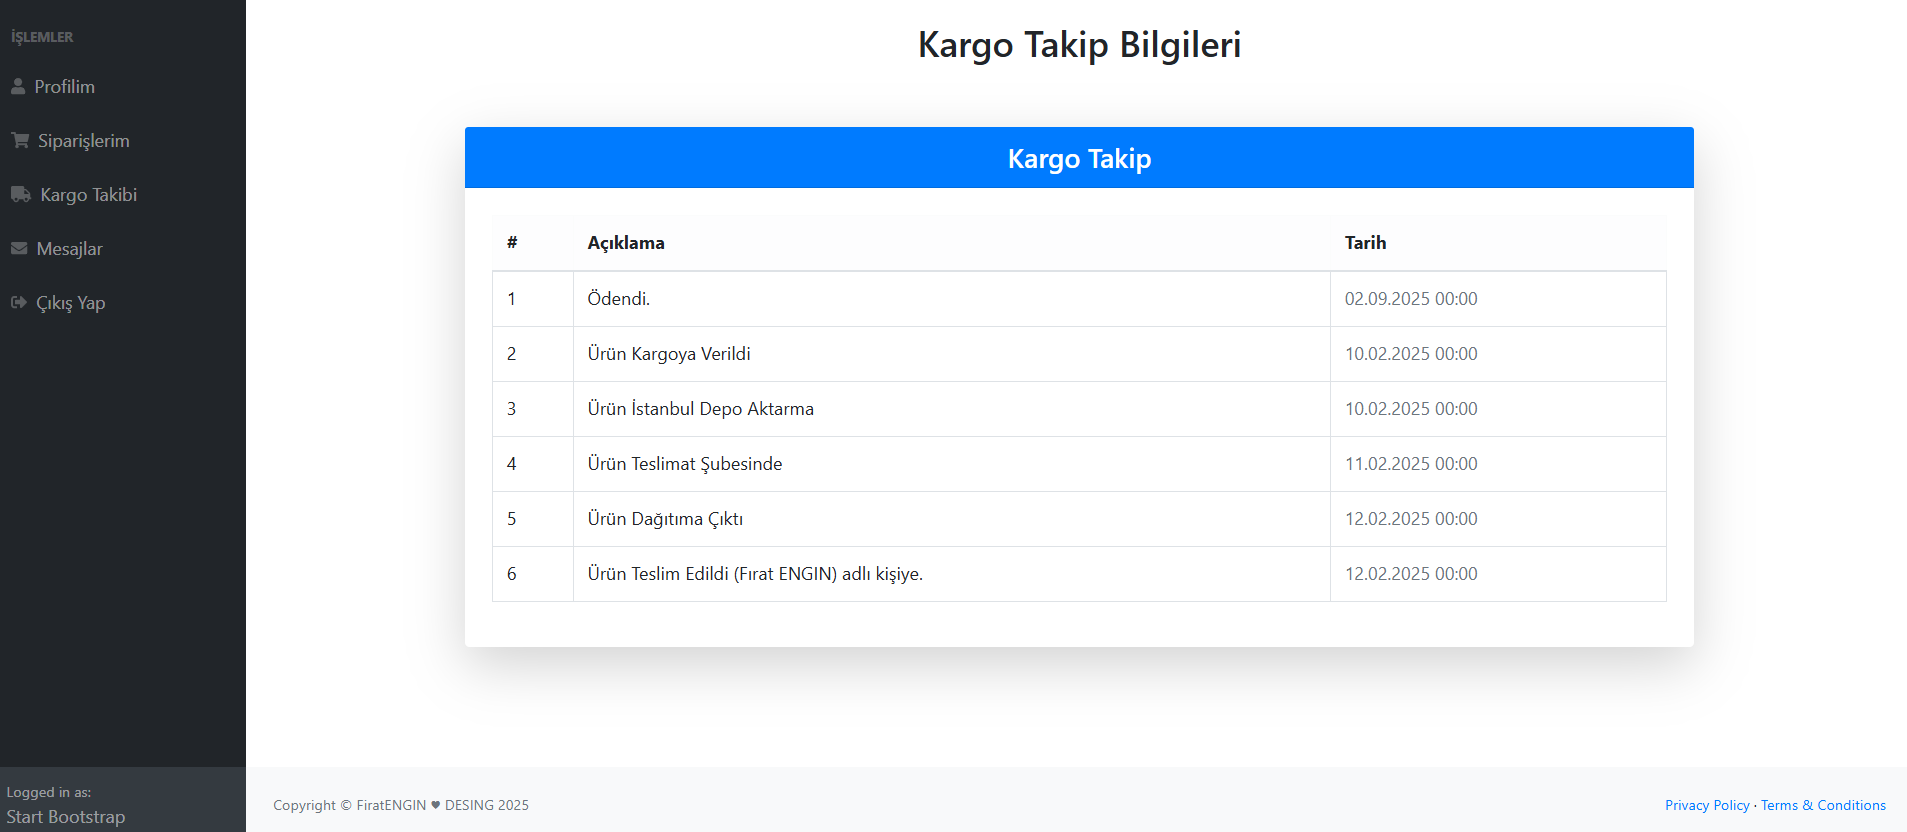 İŞLEMLER
Profilim
Siparişlerim
Kargo Takibi
Mesajlar
Çıkış Yap
Logged in as:
Start Bootstrap
Kargo Takip Bilgileri
Kargo Takip
# Açıklama Tarih
1 Ödendi. 02.09.2025 00:00
2 Ürün Kargoya Verildi 10.02.2025 00:00
3 Ürün İstanbul Depo Aktarma 10.02.2025 00:00
4 Ürün Teslimat Şubesinde 11.02.2025 00:00
5 Ürün Dağıtıma Çıktı 12.02.2025 00:00
6 Ürün Teslim Edildi (Fırat ENGIN) adlı kişiye. 12.02.2025 00:00
Copyright © FiratENGIN ♥ DESING 2025
Privacy Policy · Terms & Conditions